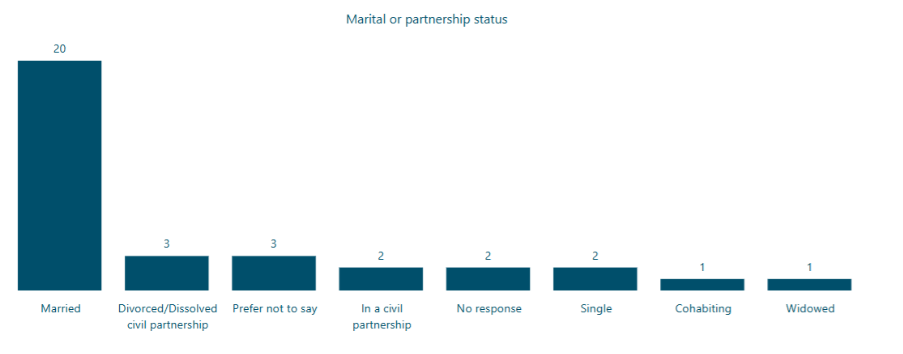 Marital or partnership status
20
3
3
2
2
2
1
1
Married
Divorced/Dissolved
civil partnership
Prefer not to say
In a civil
partnership
No response
Single
Cohabiting
Widowed